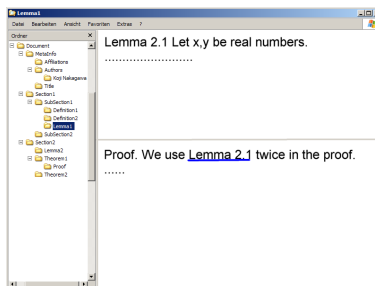 Lemma1
Datei Bearbeiten Ansicht Favoriten Extras ?
Ordner
Document
MetaInfo
Affliations
Authors
Koji Nakagawa
Title
Section1
SubSection1
Definition1
Definition2
Lemma1
SubSection2
Section2
Lemma2
Theorem1
Proof
Theorem2
Lemma 2.1 Let x,y be real numbers.
........................
Proof. We use Lemma 2.1 twice in the proof.
......